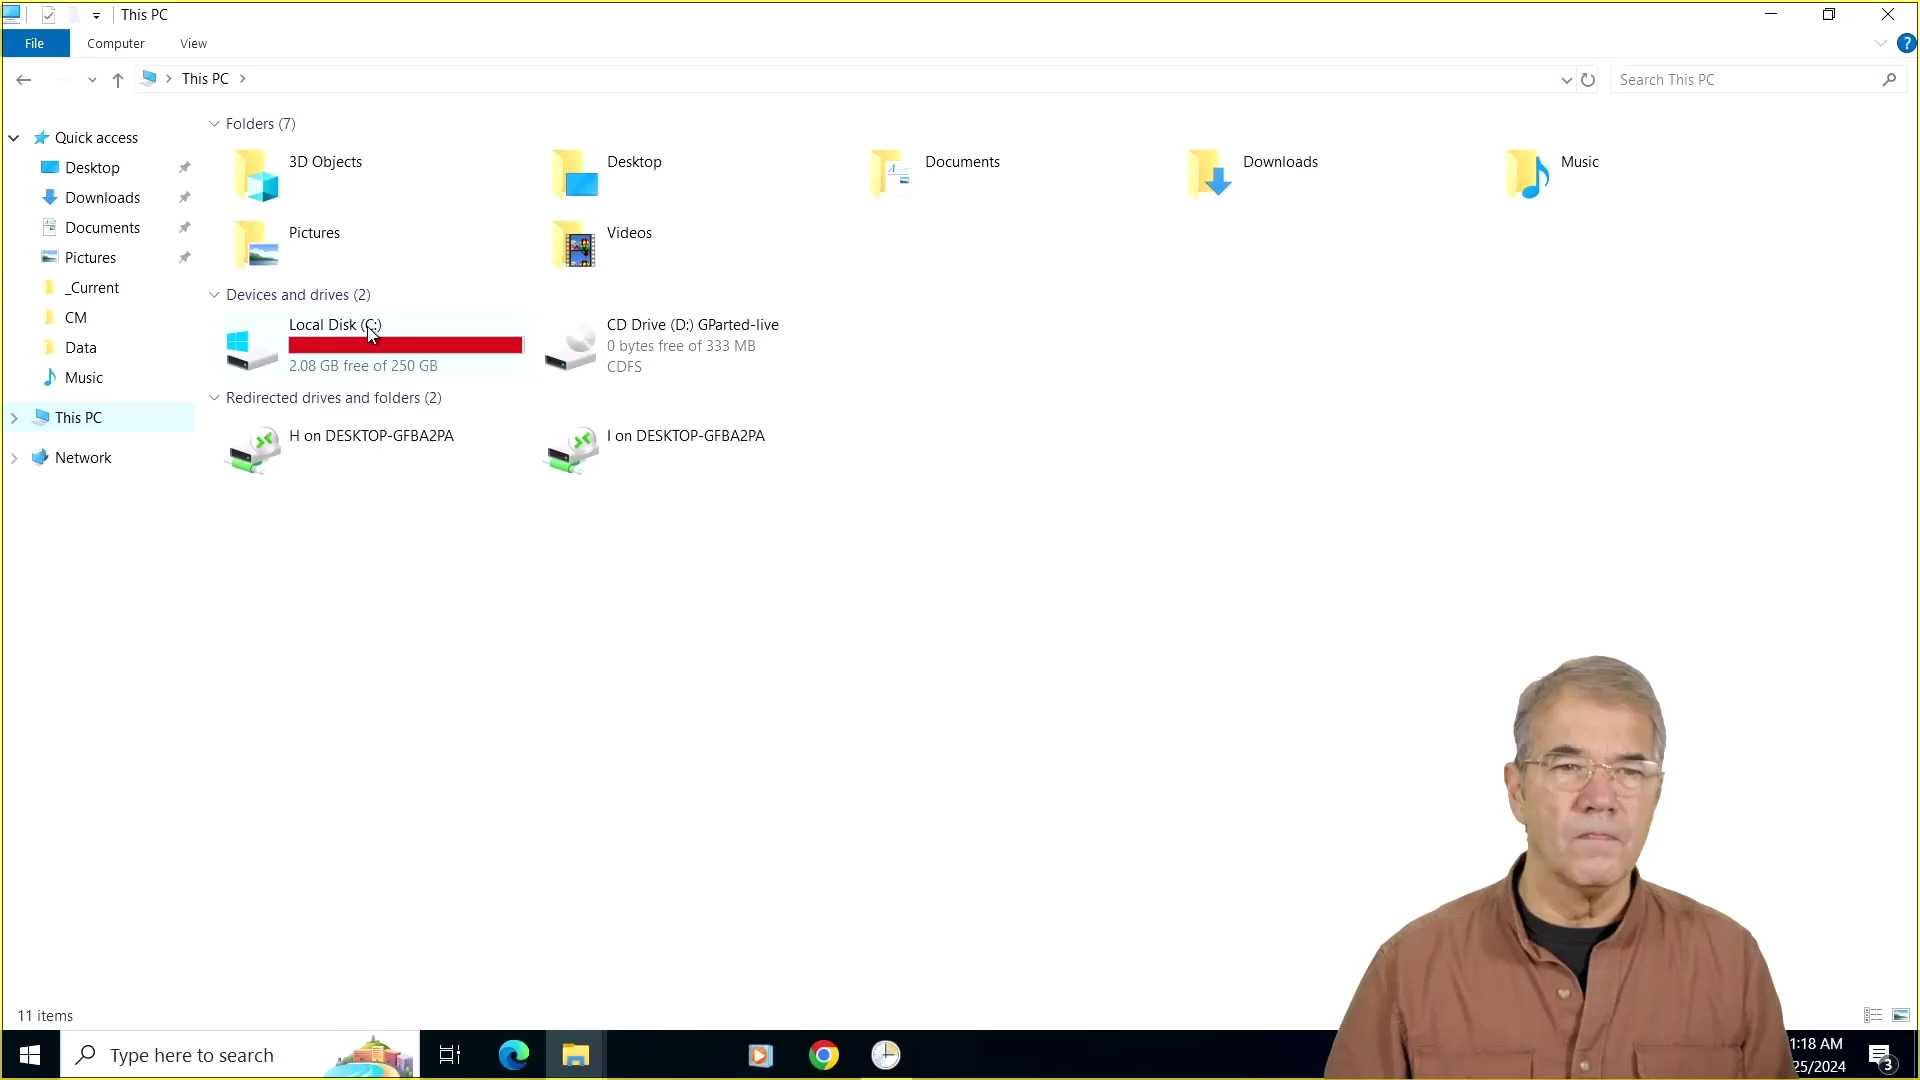 This PC
File
Computer
View
?
This PC
Search This PC
Quick access
Desktop
Downloads
Documents
Pictures
_Current
CM
Data
Music
This PC
Network
Folders (7)
3D Objects
Desktop
Documents
Downloads
Music
Pictures
Videos
Devices and drives (2)
Local Disk (C:)
2.08 GB free of 250 GB
CD Drive (D:) GParted-live
0 bytes free of 333 MB
CDFS
Redirected drives and folders (2)
H on DESKTOP-GFBA2PA
I on DESKTOP-GFBA2PA
11 items
Type here to search
1:18 AM
25/2024
3